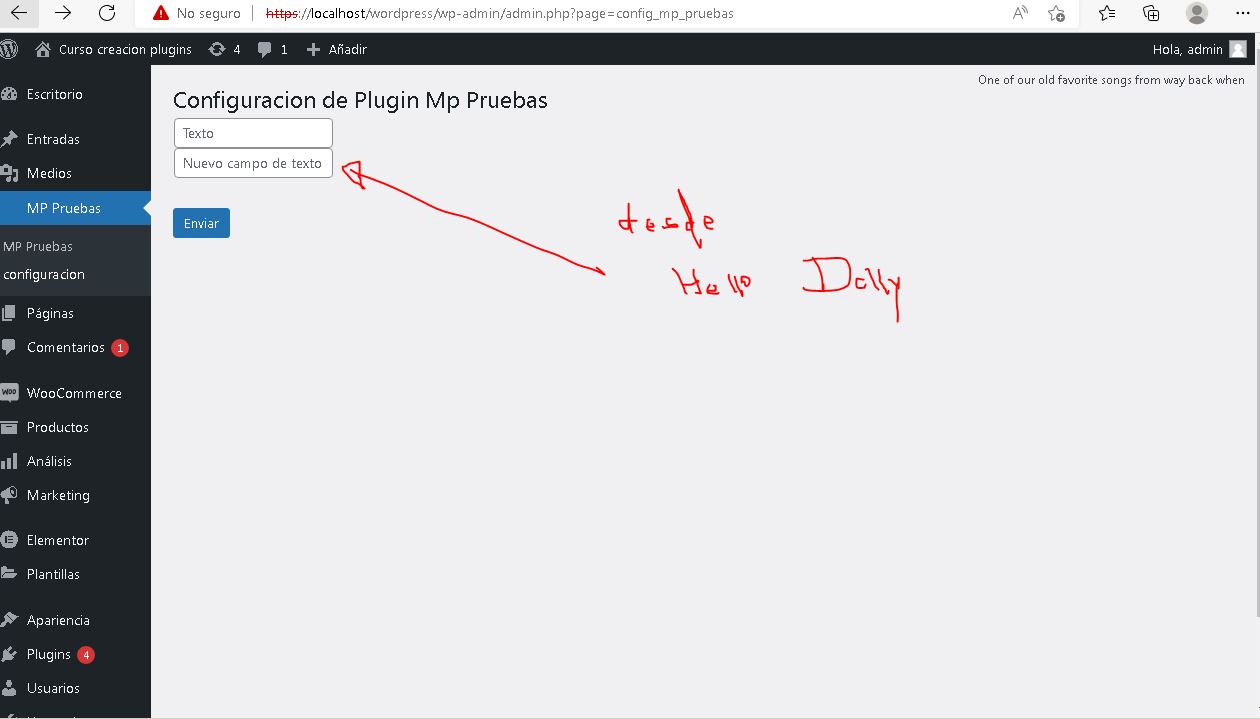 No seguro
https://localhost/wordpress/wp-admin/admin.php?page=config_mp_pruebas
Curso creacion plugins 4 1 Añadir
Hola, admin
One of our old favorite songs from way back when
Escritorio
Entradas
Medios
MP Pruebas
MP Pruebas
configuracion
Páginas
Comentarios 1
WooCommerce
Productos
Análisis
Marketing
Elementor
Plantillas
Apariencia
Plugins 4
Usuarios
Configuracion de Plugin Mp Pruebas
Texto
Nuevo campo de texto
Enviar
desde
Hello Dolly